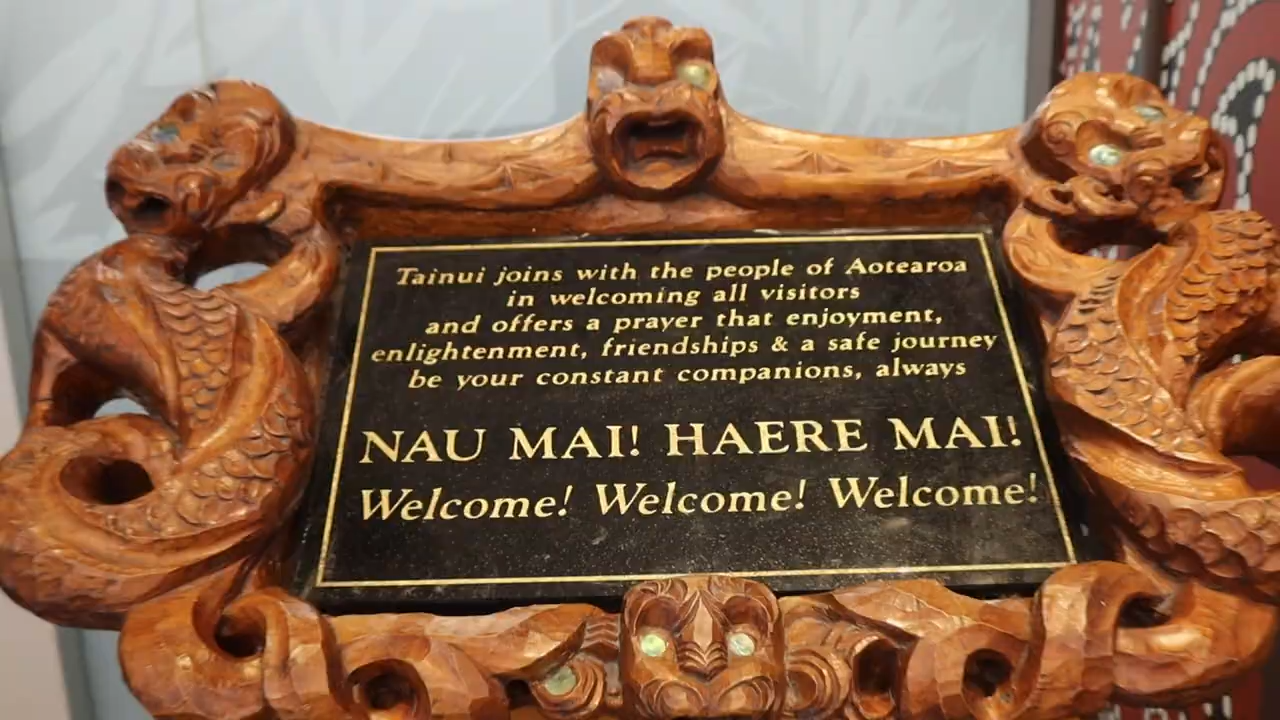 Tainui joins with the people of Aotearoa
in welcoming all visitors
and offers a prayer that enjoyment,
enlightenment, friendships & a safe journey
be your constant companions, always
NAU MAI! HAERE MAI!
Welcome! Welcome! Welcome!